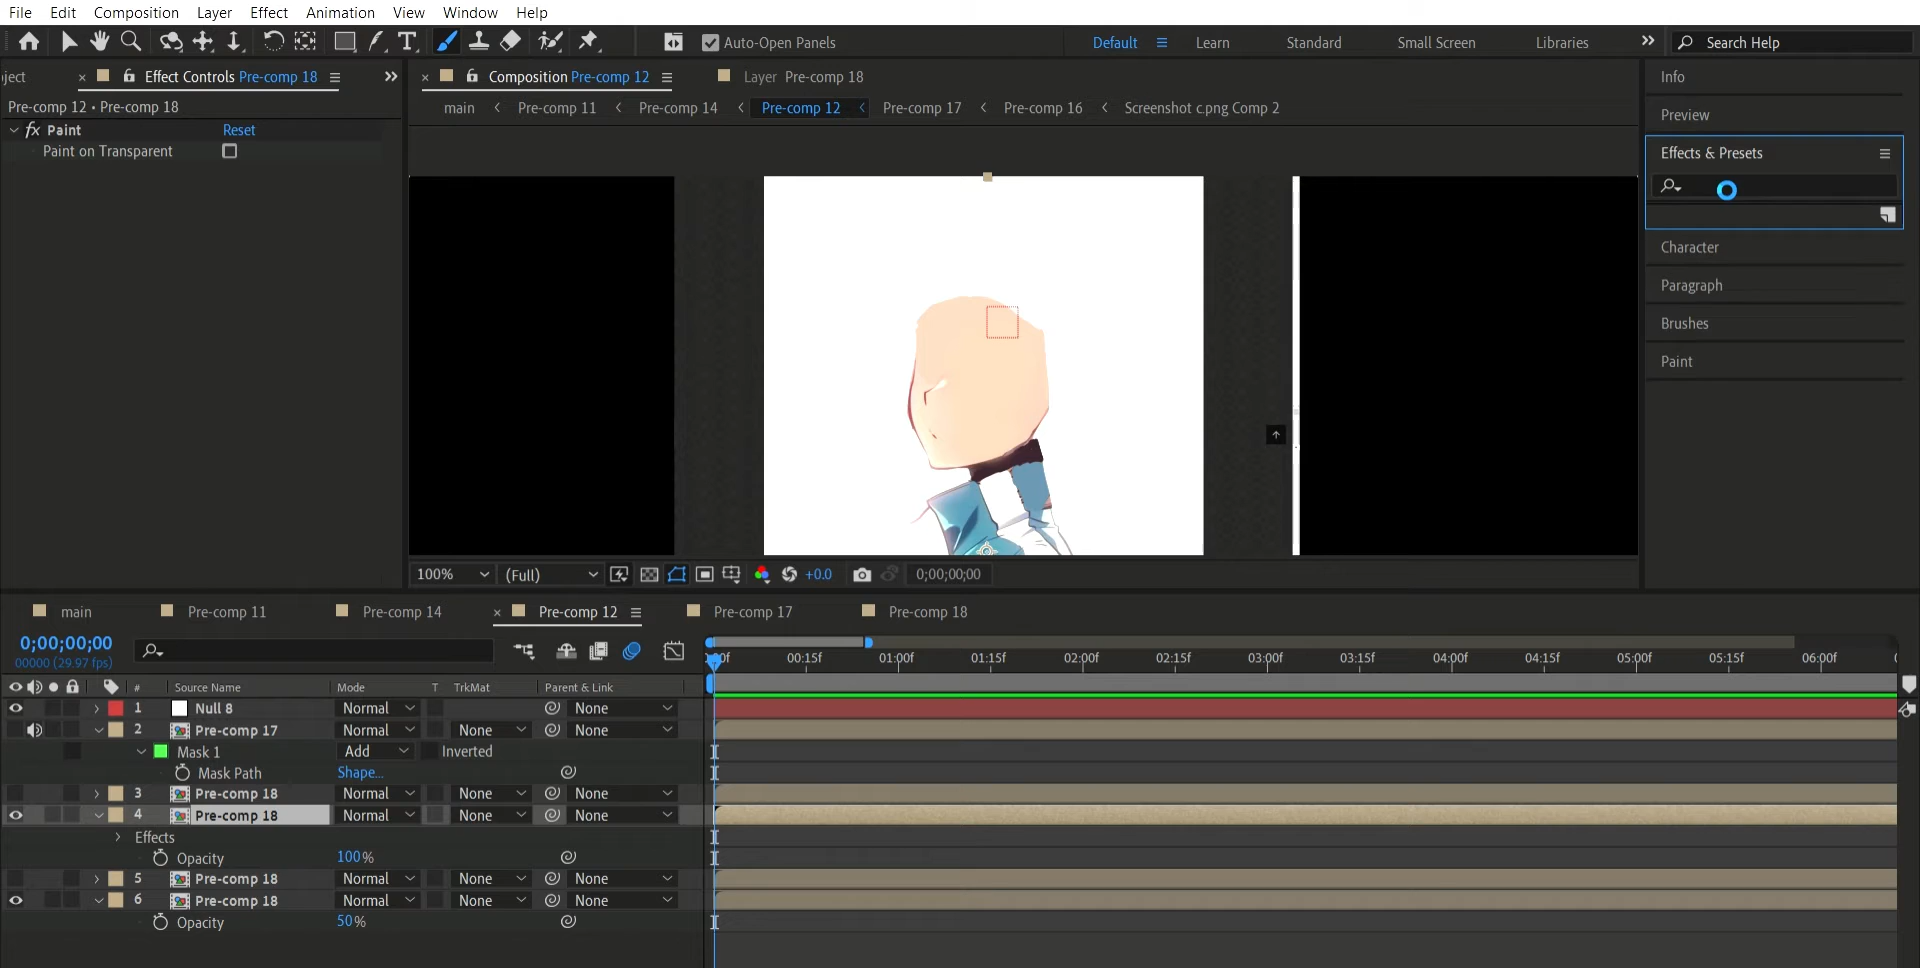 File Edit Composition Layer Effect Animation View Window Help
Auto-Open Panels Default Learn Standard Small Screen Libraries Search Help
ject Effect Controls Pre-comp 18 Composition Pre-comp 12 Layer Pre-comp 18 Info
Pre-comp 12 • Pre-comp 18 main Pre-comp 11 Pre-comp 14 Pre-comp 12 Pre-comp 17 Pre-comp 16 Screenshot c.png Comp 2
Preview
fx Paint Reset
Paint on Transparent
Effects & Presets
Character
Paragraph
Brushes
Paint
100% (Full) +0.0 0;00;00;00
main Pre-comp 11 Pre-comp 14 Pre-comp 12 Pre-comp 17 Pre-comp 18
0;00;00;00
00000 (29.97 fps)
00f 00:15f 01:00f 01:15f 02:00f 02:15f 03:00f 03:15f 04:00f 04:15f 05:00f 05:15f 06:00f
# Source Name Mode T TrkMat Parent & Link
1 Null 8 Normal None
2 Pre-comp 17 Normal None None
Mask 1 Add Inverted
Mask Path Shape...
3 Pre-comp 18 Normal None None
4 Pre-comp 18 Normal None None
Effects
Opacity 100%
5 Pre-comp 18 Normal None None
6 Pre-comp 18 Normal None None
Opacity 50%